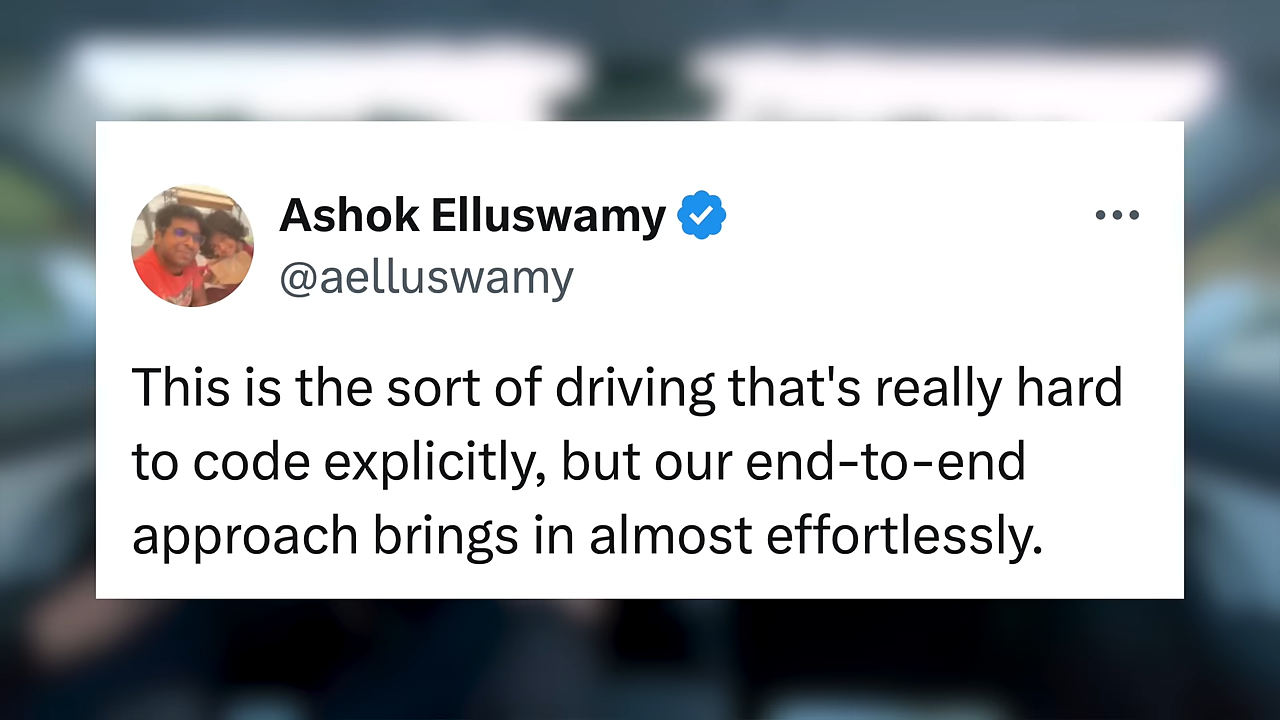 Ashok Elluswamy
@aelluswamy
This is the sort of driving that's really hard
to code explicitly, but our end-to-end
approach brings in almost effortlessly.